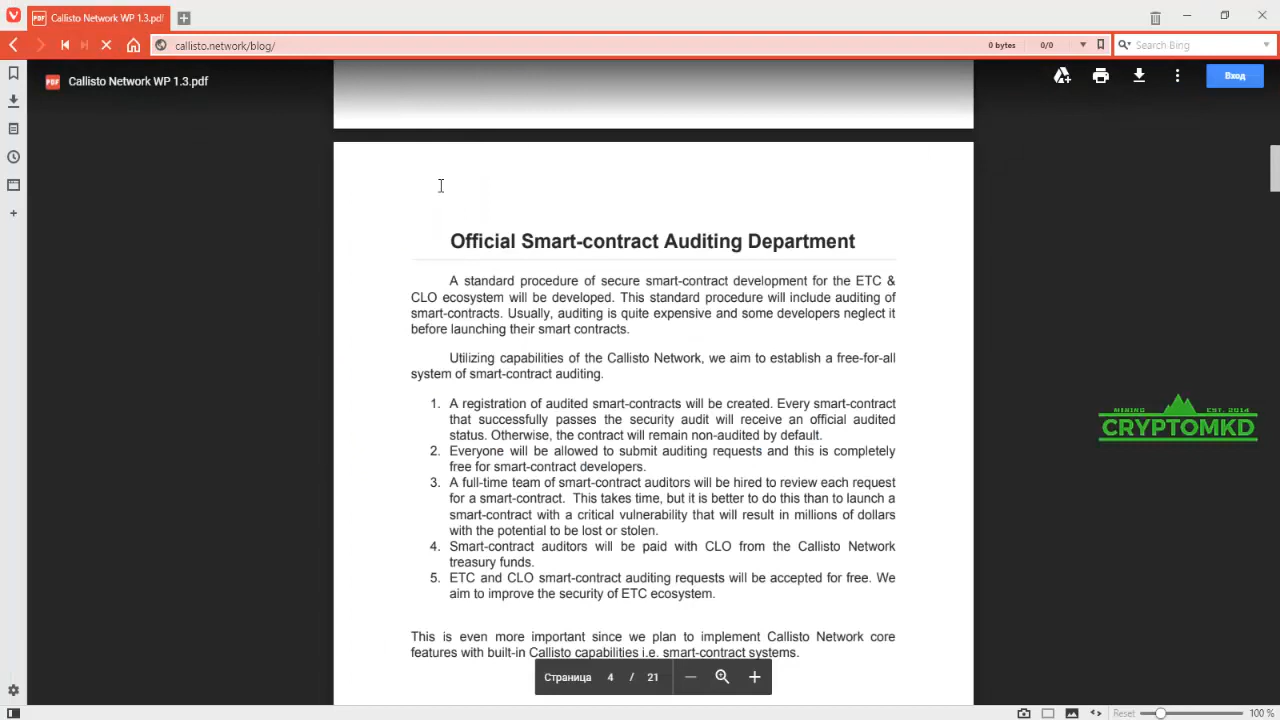 Callisto Network WP 1.3.pdf
callisto.network/blog/
0 bytes
0/0
Search Bing
PDF
Callisto Network WP 1.3.pdf
Вход
Official Smart-contract Auditing Department
A standard procedure of secure smart-contract development for the ETC &
CLO ecosystem will be developed. This standard procedure will include auditing of
smart-contracts. Usually, auditing is quite expensive and some developers neglect it
before launching their smart contracts.
Utilizing capabilities of the Callisto Network, we aim to establish a free-for-all
system of smart-contract auditing.
1. A registration of audited smart-contracts will be created. Every smart-contract
that successfully passes the security audit will receive an official audited
status. Otherwise, the contract will remain non-audited by default.
2. Everyone will be allowed to submit auditing requests and this is completely
free for smart-contract developers.
3. A full-time team of smart-contract auditors will be hired to review each request
for a smart-contract. This takes time, but it is better to do this than to launch a
smart-contract with a critical vulnerability that will result in millions of dollars
with the potential to be lost or stolen.
4. Smart-contract auditors will be paid with CLO from the Callisto Network
treasury funds.
5. ETC and CLO smart-contract auditing requests will be accepted for free. We
aim to improve the security of ETC ecosystem.
This is even more important since we plan to implement Callisto Network core
features with built-in Callisto capabilities i.e. smart-contract systems.
MINING EST. 2014
CRYPTOMKD
Страница 4 / 21
Reset
100 %